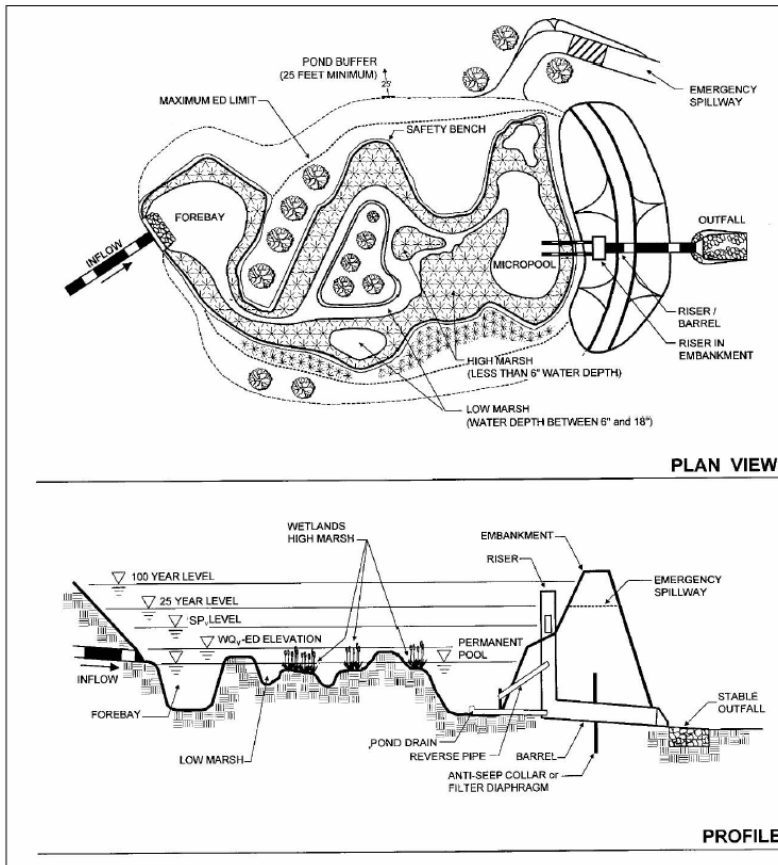 POND BUFFER
(25 FEET MINIMUM)
25'
MAXIMUM ED LIMIT
SAFETY BENCH
EMERGENCY
SPILLWAY
FOREBAY
INFLOW
MICROPOOL
OUTFALL
RISER /
BARREL
RISER IN
EMBANKMENT
HIGH MARSH
(LESS THAN 6" WATER DEPTH)
LOW MARSH
(WATER DEPTH BETWEEN 6" and 18")
PLAN VIEW
WETLANDS
HIGH MARSH
EMBANKMENT
RISER
100 YEAR LEVEL
EMERGENCY
SPILLWAY
25 YEAR LEVEL
SPv LEVEL
WQv-ED ELEVATION
PERMANENT
POOL
INFLOW
FOREBAY
STABLE
OUTFALL
POND DRAIN
REVERSE PIPE
BARREL
LOW MARSH
ANTI-SEEP COLLAR or
FILTER DIAPHRAGM
PROFILE